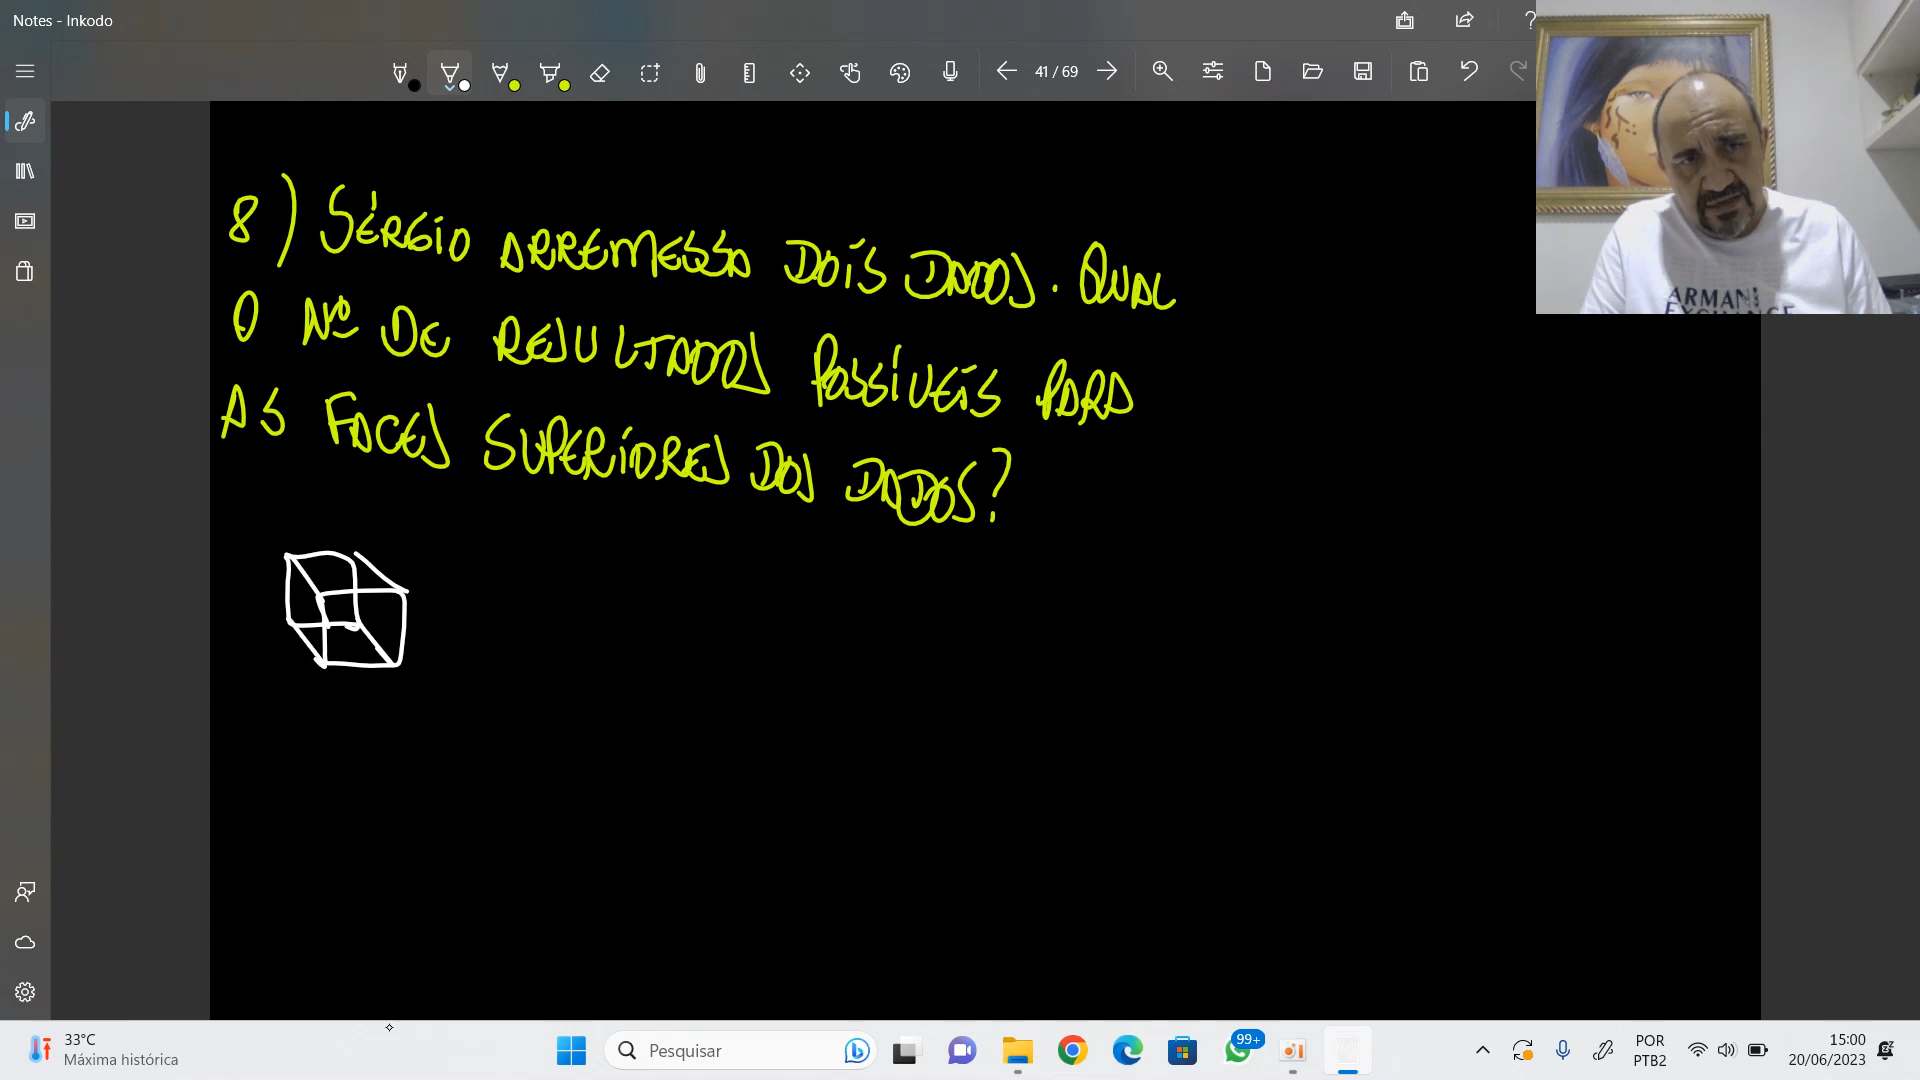 Notes - Inkodo
41 / 69
8) SÉRGIO ARREMESSA DOIS DADOS. QUAL
O Nº DE RESULTADOS POSSÍVEIS PARA
AS FACES SUPERIORES DOS DADOS?
ARMANI
EXCHANGE
33°C
Máxima histórica
Pesquisar
99+
POR
PTB2
15:00
20/06/2023